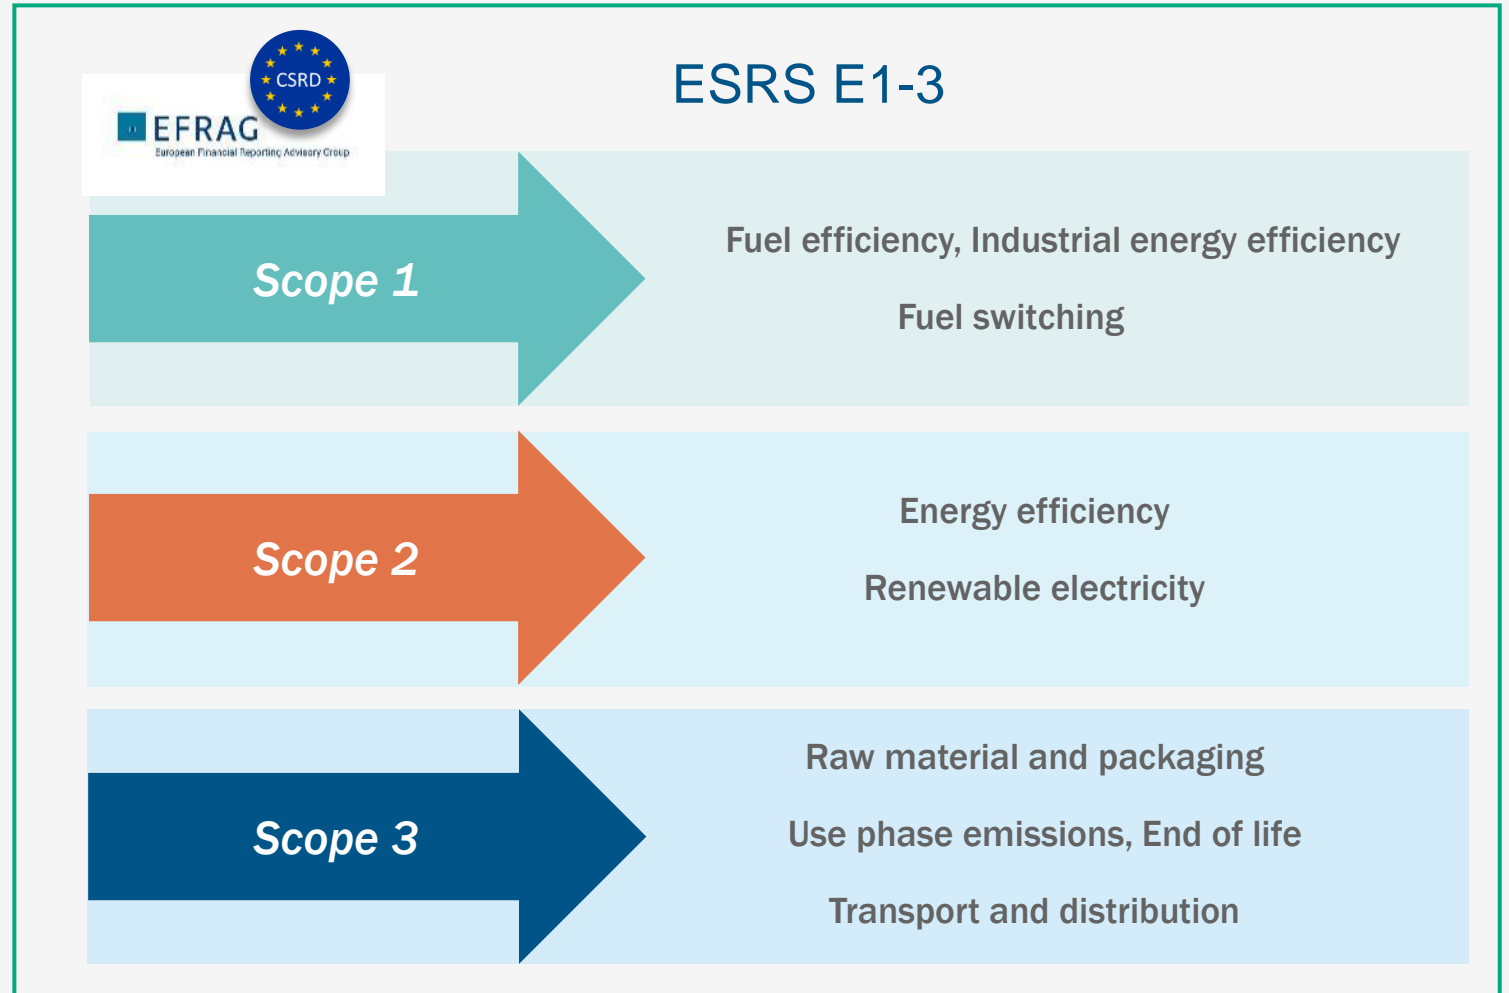 CSRD
EFRAG
European Financial Reporting Advisory Group
ESRS E1-3
Scope 1
Fuel efficiency, Industrial energy efficiency
Fuel switching
Scope 2
Energy efficiency
Renewable electricity
Scope 3
Raw material and packaging
Use phase emissions, End of life
Transport and distribution